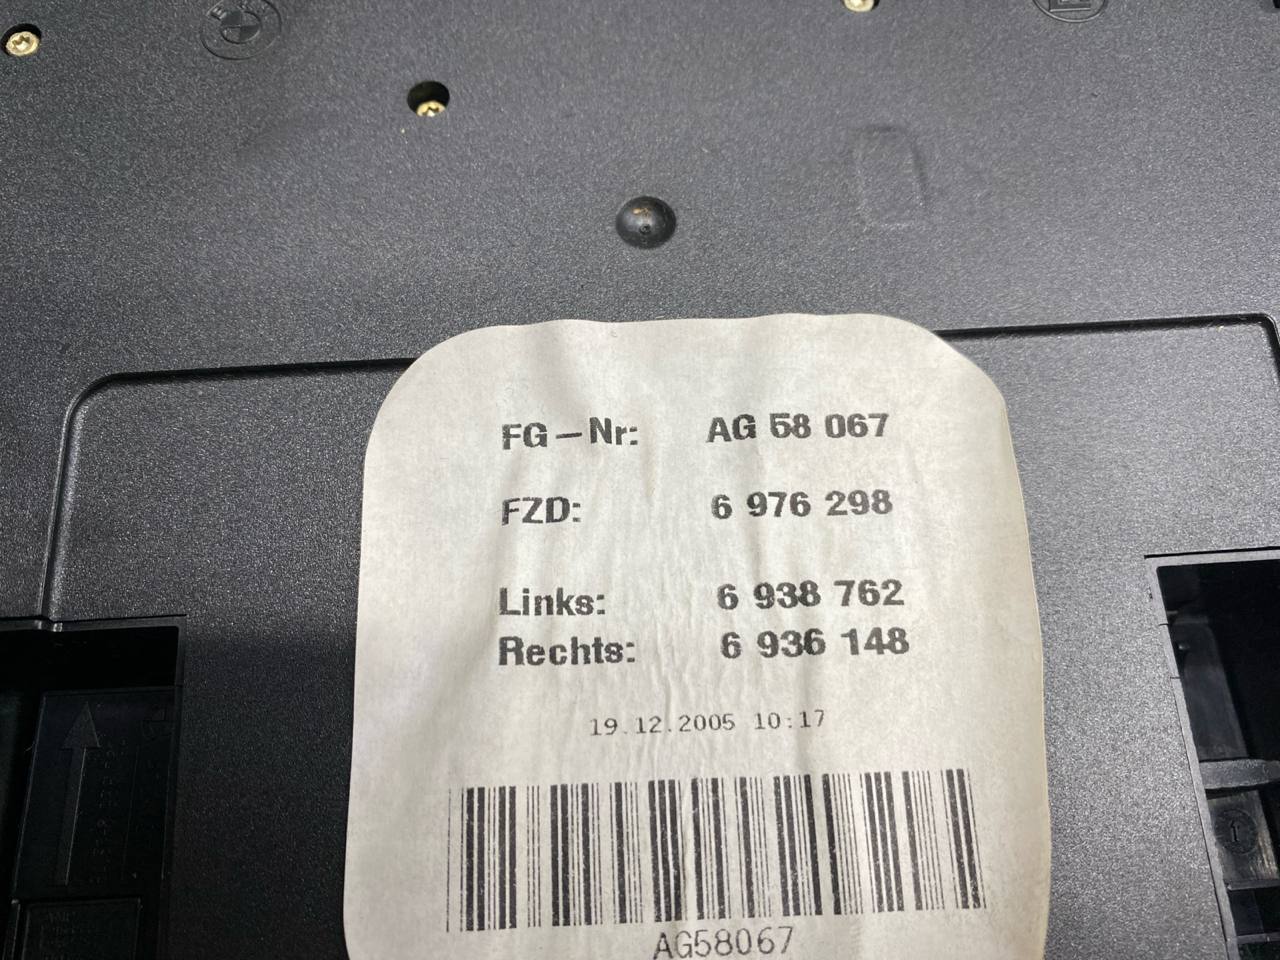 FG-Nr: AG 58 067
FZD: 6 976 298
Links: 6 938 762
Rechts: 6 936 148
19.12.2005 10:17
AG58067